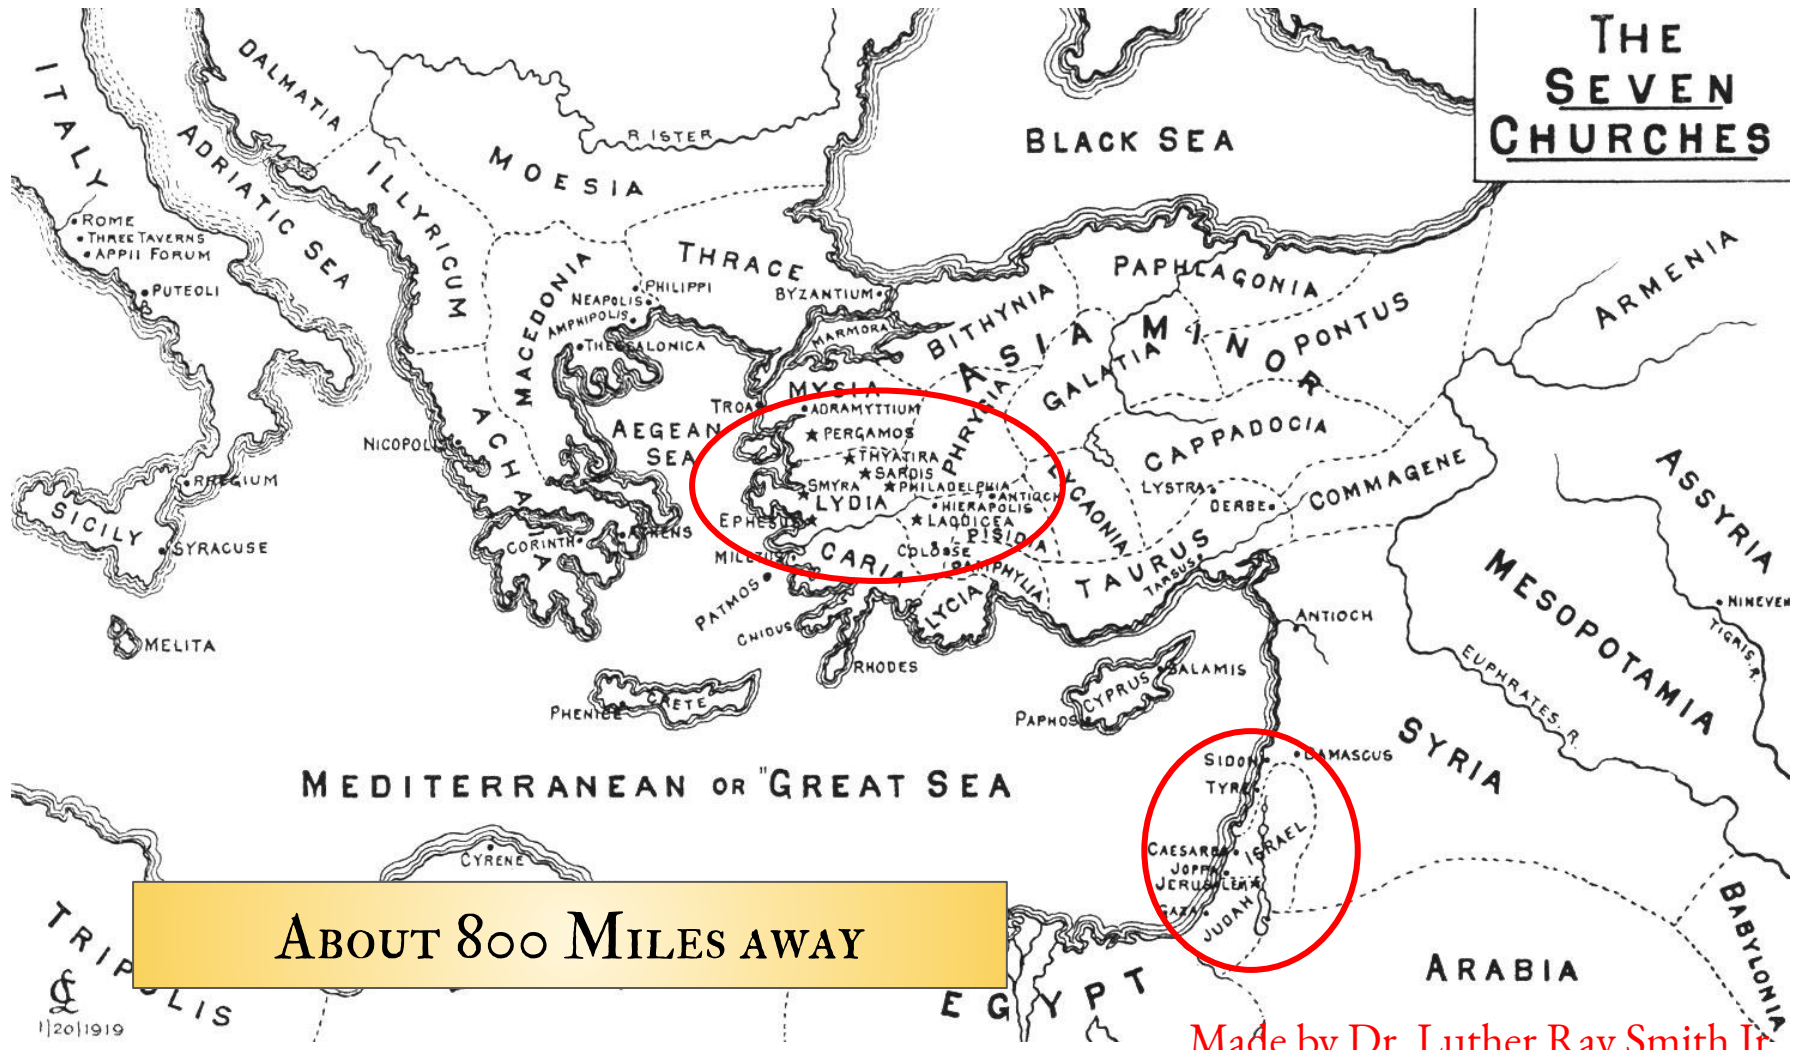 THE
SEVEN
CHURCHES
ITALY
DALMATIA
ADRIATIC SEA
ILLYRICUM
R. ISTER
MOESIA
BLACK SEA
ROME
THREE TAVERNS
APPII FORUM
PUTEOLI
MACEDONIA
THRACE
PHILIPPI
NEAPOLIS
AMPHIPOLIS
THESSALONICA
BYZANTIUM
MARMORA
BITHYNIA
PAPHLAGONIA
PONTUS
ARMENIA
ASIA MINOR
GALATIA
MYSIA
TROA
ADRAMYTTIUM
PERGAMOS
PHRYGIA
THYATIRA
SARDIS
PHILADELPHIA
SMYRA
LYDIA
ANTIOCH
HIERAPOLIS
EPHESUS
LAODICEA
PISIDIA
COLOSSE
MILETUS
CARIA
PAMPHYLIA
LYCIA
LYCAONIA
CAPPADOCIA
LYSTRA
DERBE
COMMAGENE
TAURUS
TARSUS
ASSYRIA
AEGEAN
SEA
NICOPOLIS
ACHAIA
CORINTH
ATHENS
RHEGIUM
SICILY
SYRACUSE
MELITA
PATMOS
CNIDUS
RHODES
CRETE
PHENICE
CYPRUS
SALAMIS
PAPHOS
ANTIOCH
MESOPOTAMIA
NINEVEH
TIGRIS. R.
EUPHRATES. R.
SYRIA
MEDITERRANEAN OR "GREAT SEA
SIDON
DAMASCUS
TYRE
CAESAREA
ISRAEL
JOPPA
JERUSALEM
GAZA
JUDAH
CYRENE
ABOUT 800 MILES AWAY
TRIPOLIS
EGYPT
ARABIA
BABYLONIA
1|20|1919
Made by Dr. Luther Ray Smith Jr.